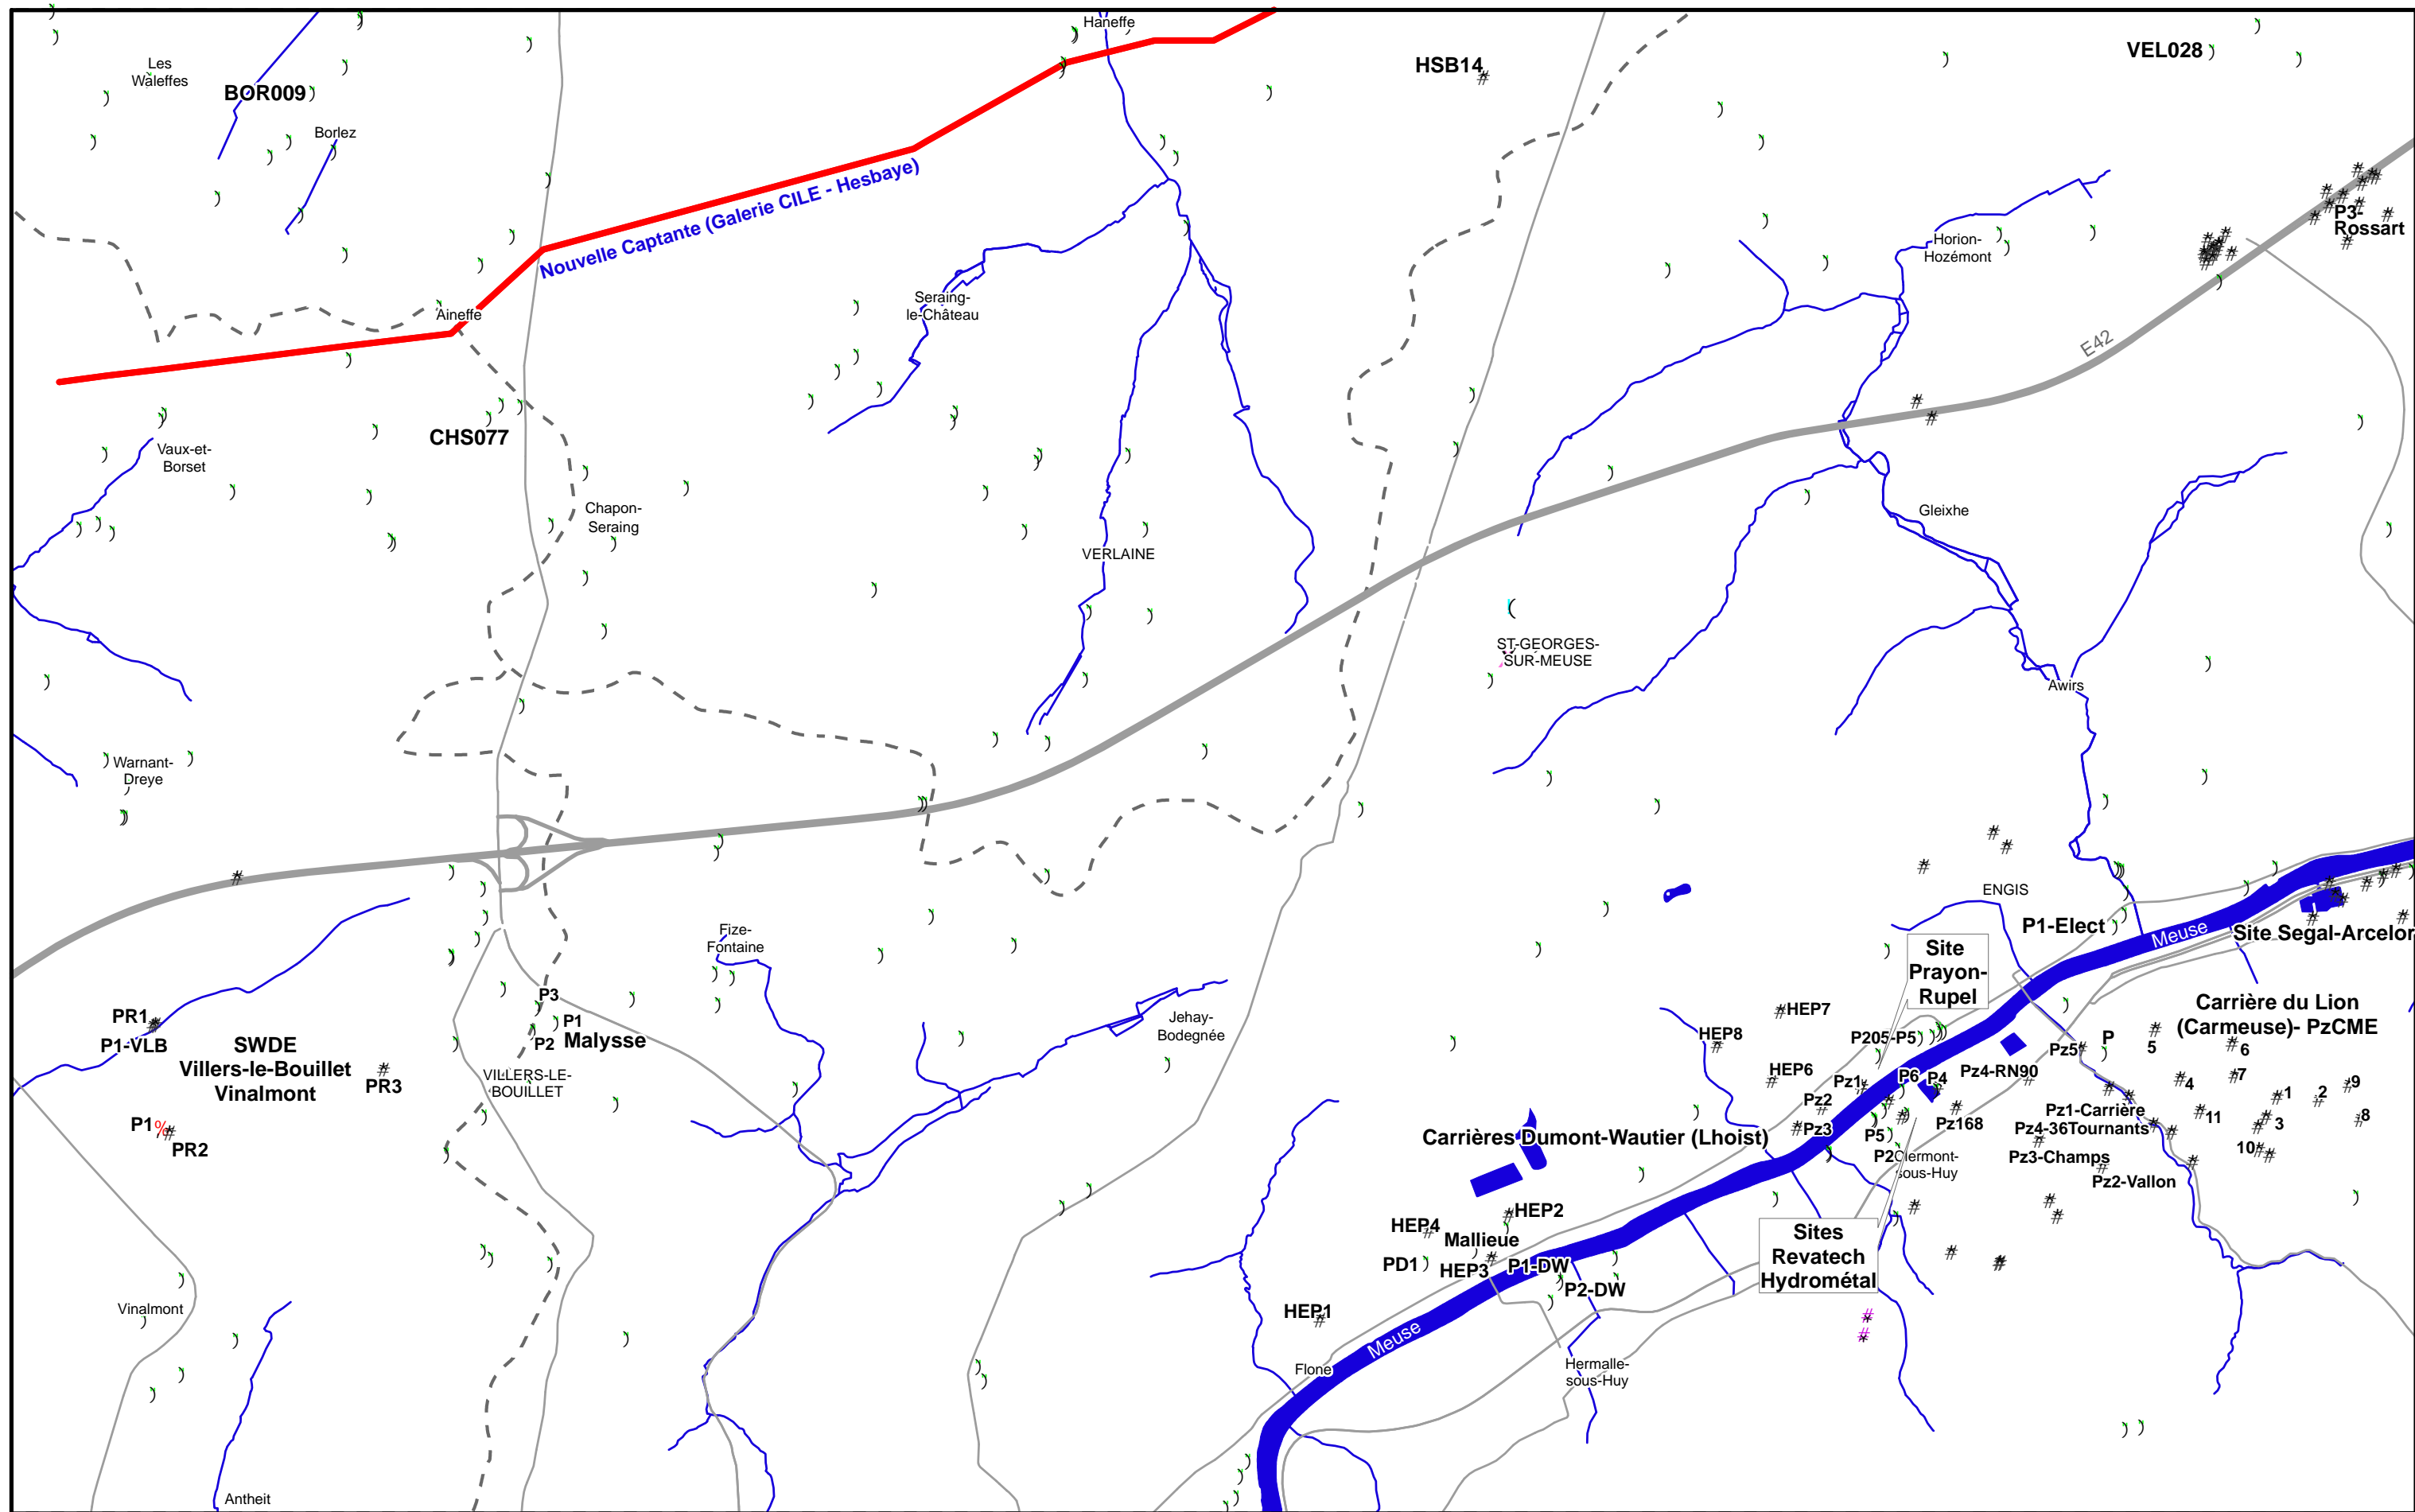 Haneffe
Les
Waleffes
BOR009
HSB14
VEL028
Borlez
Nouvelle Captante (Galerie CILE - Hesbaye)
P3-
Rossart
Horion-
Hozémont
Seraing-
le-Château
Aineffe
E42
CHS077
Vaux-et-
Borset
Chapon-
Seraing
Gleixhe
VERLAINE
ST-GEORGES-
SUR-MEUSE
Awirs
Warnant-
Dreye
ENGIS
P1-Elect
Meuse
Site Segal-Arcelor
Fize-
Fontaine
Site
Prayon-
Rupel
P3
P1
P2
Malysse
PR1
P1-VLB
SWDE
Villers-le-Bouillet
Vinalmont
PR3
P1
PR2
VILLERS-LE-
BOUILLET
Jehay-
Bodegnée
Carrière du Lion
(Carmeuse)- PzCME
HEP7
HEP8
HEP6
P205-P5
Pz5
P
5
6
7
4
1
2
9
8
3
11
10
Pz1
P6
P4
Pz4-RN90
Pz2
Pz3
P5
P2
Pz168
Pz1-Carrière
Pz4-36Tournants
Pz3-Champs
Pz2-Vallon
Clermont-
sous-Huy
Carrières Dumont-Wautier (Lhoist)
HEP2
HEP4
Mallieue
PD1
HEP3
P1-DW
P2-DW
Sites
Revatech
Hydrométal
HEP1
Meuse
Flone
Hermalle-
sous-Huy
Vinalmont
Antheit